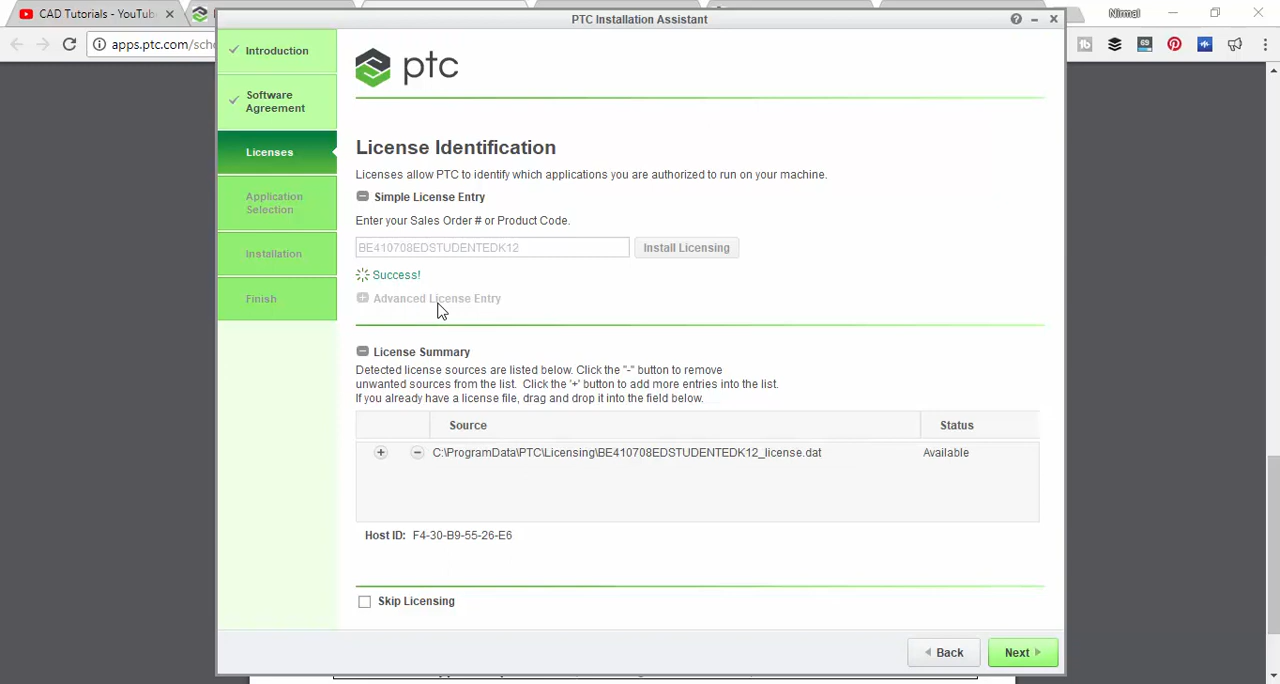 CAD Tutorials - YouTub
PTC Installation Assistant
Nirmal
apps.ptc.com/sch
69
Introduction
Software
Agreement
Licenses
Application
Selection
Installation
Finish
ptc
License Identification
Licenses allow PTC to identify which applications you are authorized to run on your machine.
Simple License Entry
Enter your Sales Order # or Product Code.
BE410708EDSTUDENTEDK12
Install Licensing
Success!
Advanced License Entry
License Summary
Detected license sources are listed below. Click the "-" button to remove
unwanted sources from the list. Click the '+' button to add more entries into the list.
If you already have a license file, drag and drop it into the field below.
Source
Status
C:\ProgramData\PTC\Licensing\BE410708EDSTUDENTEDK12_license.dat
Available
Host ID: F4-30-B9-55-26-E6
Skip Licensing
Back
Next